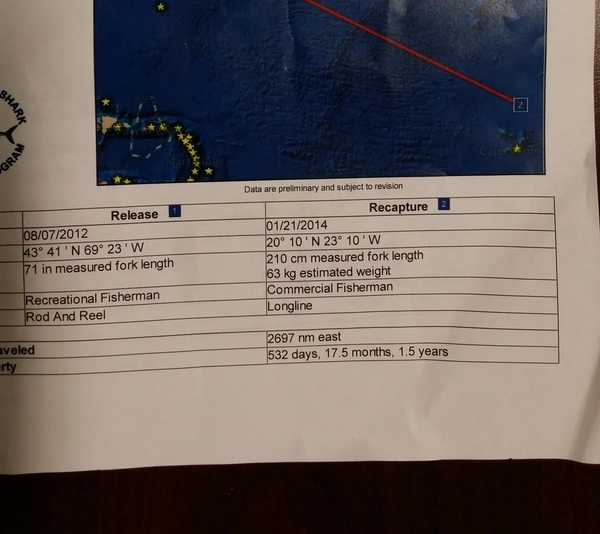 SHARK
OGRAM
2
Data are preliminary and subject to revision
Release 1
Recapture 2
08/07/2012
01/21/2014
43° 41 ' N 69° 23 ' W
20° 10 ' N 23° 10 ' W
71 in measured fork length
210 cm measured fork length
63 kg estimated weight
Recreational Fisherman
Commercial Fisherman
Rod And Reel
Longline
aveled
2697 nm east
erty
532 days, 17.5 months, 1.5 years